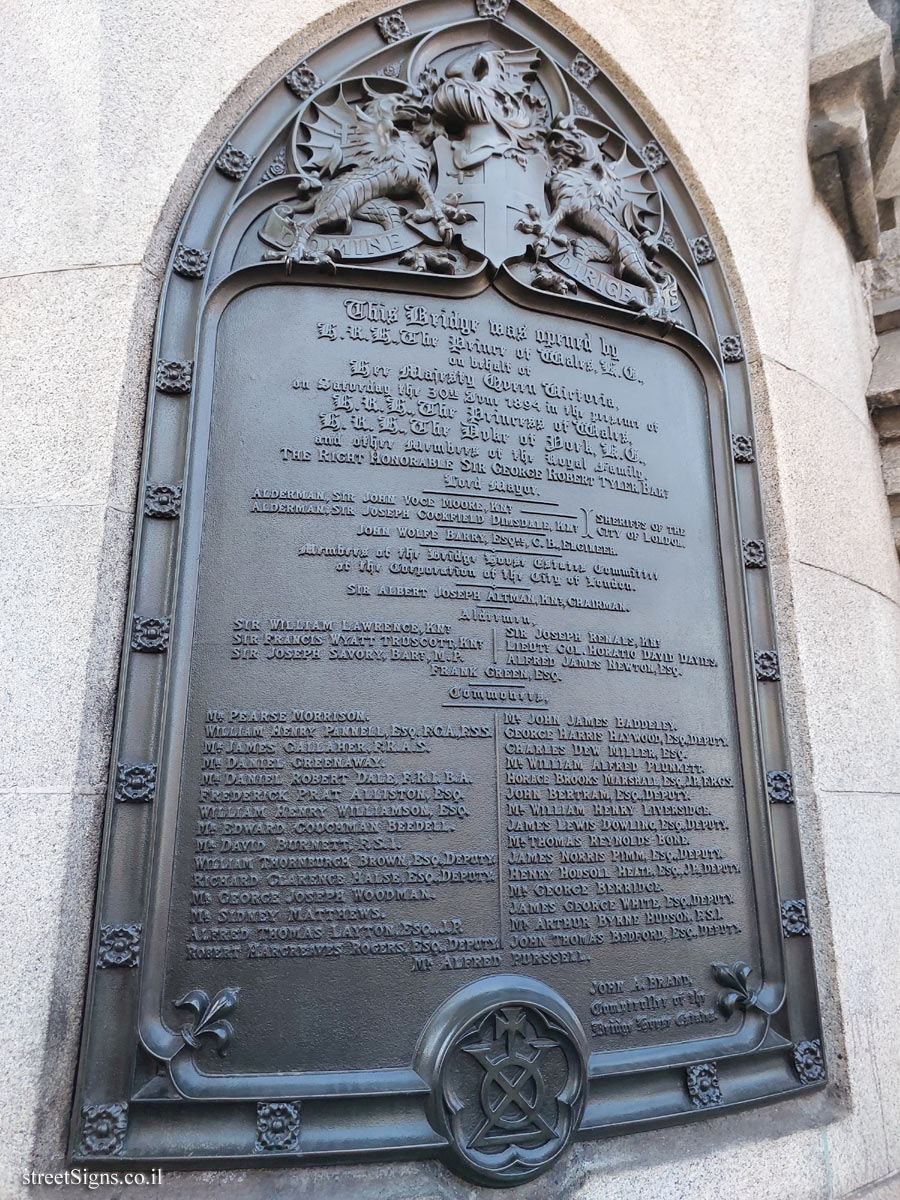 DOMINE DIRIGE NOS
This Bridge was opened by
H.R.H. The Prince of Wales, K.G.,
on behalf of
Her Majesty Queen Victoria,
on Saturday the 30th June 1894 in the presence of
H.R.H. The Princess of Wales,
H.R.H. The Duke of York, K.G.,
and other Members of the Royal Family.
THE RIGHT HONORABLE SIR GEORGE ROBERT TYLER, BART
Lord Mayor.
ALDERMAN, SIR JOHN VOCE MOORE, KNT
ALDERMAN, SIR JOSEPH COCKFIELD DIMSDALE, KNT
SHERIFFS OF THE
CITY OF LONDON.
JOHN WOLFE BARRY, ESQRE, C.B., ENGINEER.
Members of the Bridge House Estates Committee
of the Corporation of the City of London.
SIR ALBERT JOSEPH ALTMAN, KNT, CHAIRMAN.
Aldermen,
SIR WILLIAM LAWRENCE, KNT
SIR FRANCIS WYATT TRUSCOTT, KNT
SIR JOSEPH SAVORY, BART, M.P.
SIR JOSEPH RENALS, KNT
LIEUT COL. HORATIO DAVID DAVIES.
ALFRED JAMES NEWTON, ESQ.
FRANK GREEN, ESQ.
Commons,
MR PEARSE MORRISON.
WILLIAM HENRY PANNELL, ESQ. F.C.A., F.S.S.
MR JAMES GALLAHER, F.R.A.S.
MR DANIEL GREENAWAY.
MR DANIEL ROBERT DALE, F.R.I.B.A.
FREDERICK PRAT ALLISTON, ESQ.
WILLIAM HENRY WILLIAMSON, ESQ.
MR EDWARD COUCHMAN BEEDELL.
MR DAVID BURNETT, F.S.I.
WILLIAM THORNBURGH BROWN, ESQ., DEPUTY.
RICHARD CLARENCE HALSE, ESQ., DEPUTY.
MR GEORGE JOSEPH WOODMAN.
MR SYDNEY MATTHEWS.
ALFRED THOMAS LAYTON, ESQ., J.P.
ROBERT HARGREAVES ROGERS, ESQ., DEPUTY.
MR JOHN JAMES BADDELEY.
GEORGE HARRIS HAYWOOD, ESQ., DEPUTY.
CHARLES DEW MILLER, ESQ.
MR WILLIAM ALFRED PLUNKETT.
HORACE BROOKS MARSHALL, ESQ., J.P., F.R.G.S.
JOHN BERTRAM, ESQ., DEPUTY.
MR WILLIAM HENRY LIVERSIDGE.
JAMES LEWIS DOWLING, ESQ., DEPUTY.
MR THOMAS REYNOLDS BONE.
JAMES NORRIS PIMM, ESQ., DEPUTY.
HENRY HODSOLL HEATH, ESQ., J.P., DEPUTY.
MR GEORGE BERRIDGE.
JAMES GEORGE WHITE, ESQ., DEPUTY.
MR ARTHUR BYRNE HUDSON, F.S.I.
JOHN THOMAS BEDFORD, ESQ., DEPUTY.
MR ALFRED PURSSELL.
JOHN A. BRAND,
Comptroller of the
Bridge House Estates.
streetSigns.co.il